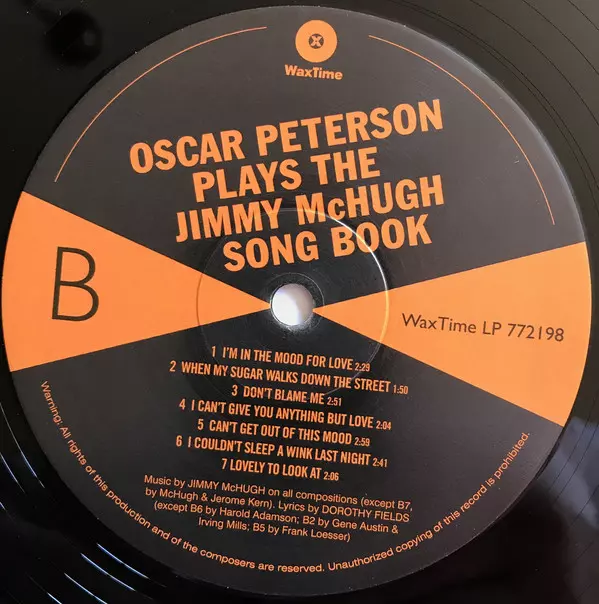 WaxTime
OSCAR PETERSON
PLAYS THE
JIMMY McHUGH
SONG BOOK
B
WaxTime LP 772198
1 I'M IN THE MOOD FOR LOVE 2:29
2 WHEN MY SUGAR WALKS DOWN THE STREET 1:50
3 DON'T BLAME ME 2:51
4 I CAN'T GIVE YOU ANYTHING BUT LOVE 2:04
5 CAN'T GET OUT OF THIS MOOD 2:59
6 I COULDN'T SLEEP A WINK LAST NIGHT 2:41
7 LOVELY TO LOOK AT 2:06
Music by JIMMY McHUGH on all compositions (except B7,
by McHugh & Jerome Kern). Lyrics by DOROTHY FIELDS
(except B6 by Harold Adamson; B2 by Gene Austin &
Irving Mills; B5 by Frank Loesser)
Warning: All rights of this production and of the composers are reserved. Unauthorized copying of this record is prohibited.